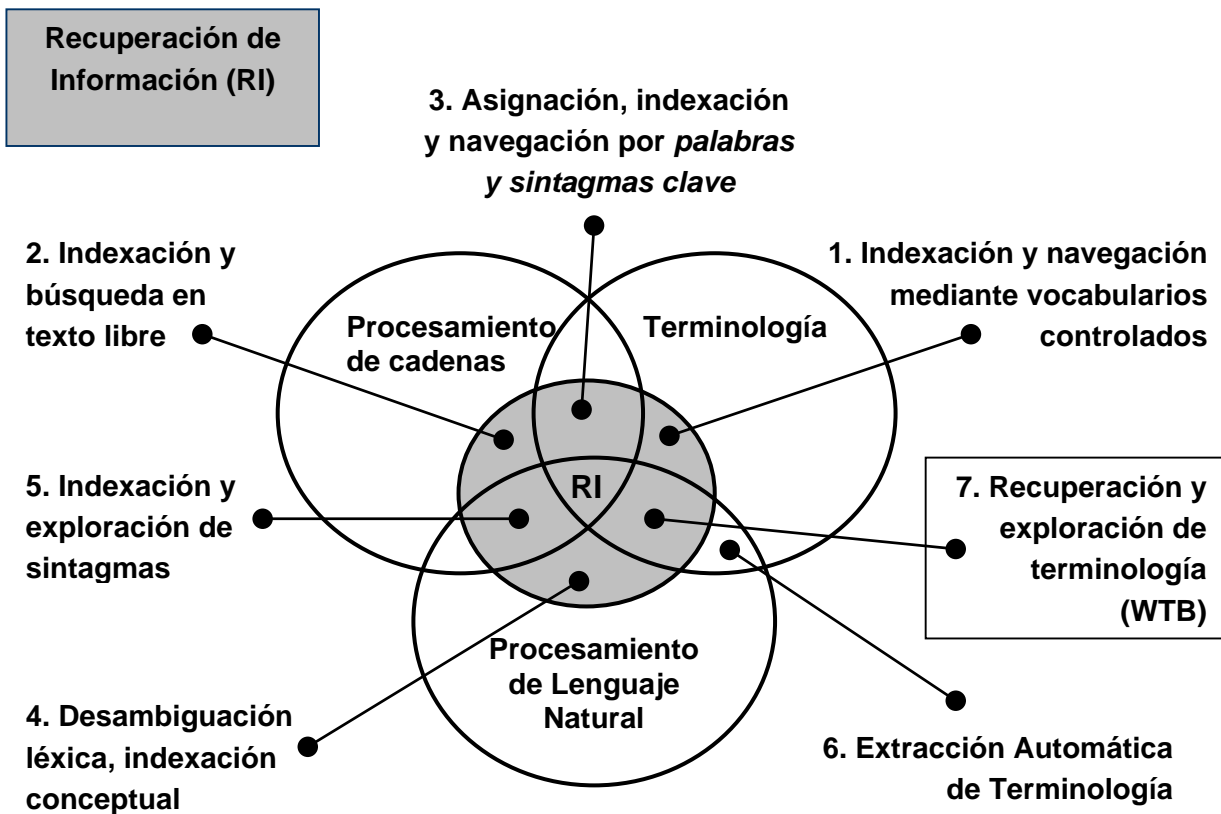 Recuperación de
Información (RI)
3. Asignación, indexación
y navegación por palabras
y sintagmas clave
2. Indexación y
búsqueda en
texto libre
1. Indexación y navegación
mediante vocabularios
controlados
Procesamiento
de cadenas
Terminología
RI
5. Indexación y
exploración de
sintagmas
7. Recuperación y
exploración de
terminología
(WTB)
Procesamiento
de Lenguaje
Natural
4. Desambiguación
léxica, indexación
conceptual
6. Extracción Automática
de Terminología